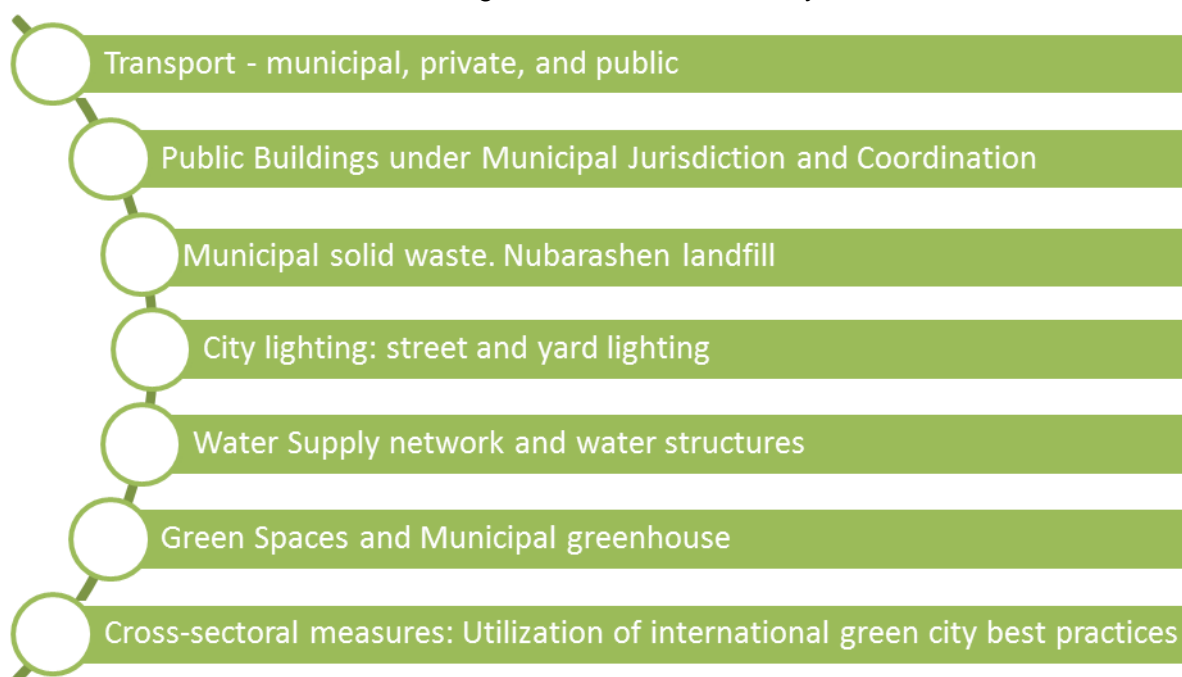 Transport - municipal, private, and public
Public Buildings under Municipal Jurisdiction and Coordination
Municipal solid waste. Nubarashen landfill
City lighting: street and yard lighting
Water Supply network and water structures
Green Spaces and Municipal greenhouse
Cross-sectoral measures: Utilization of international green city best practices